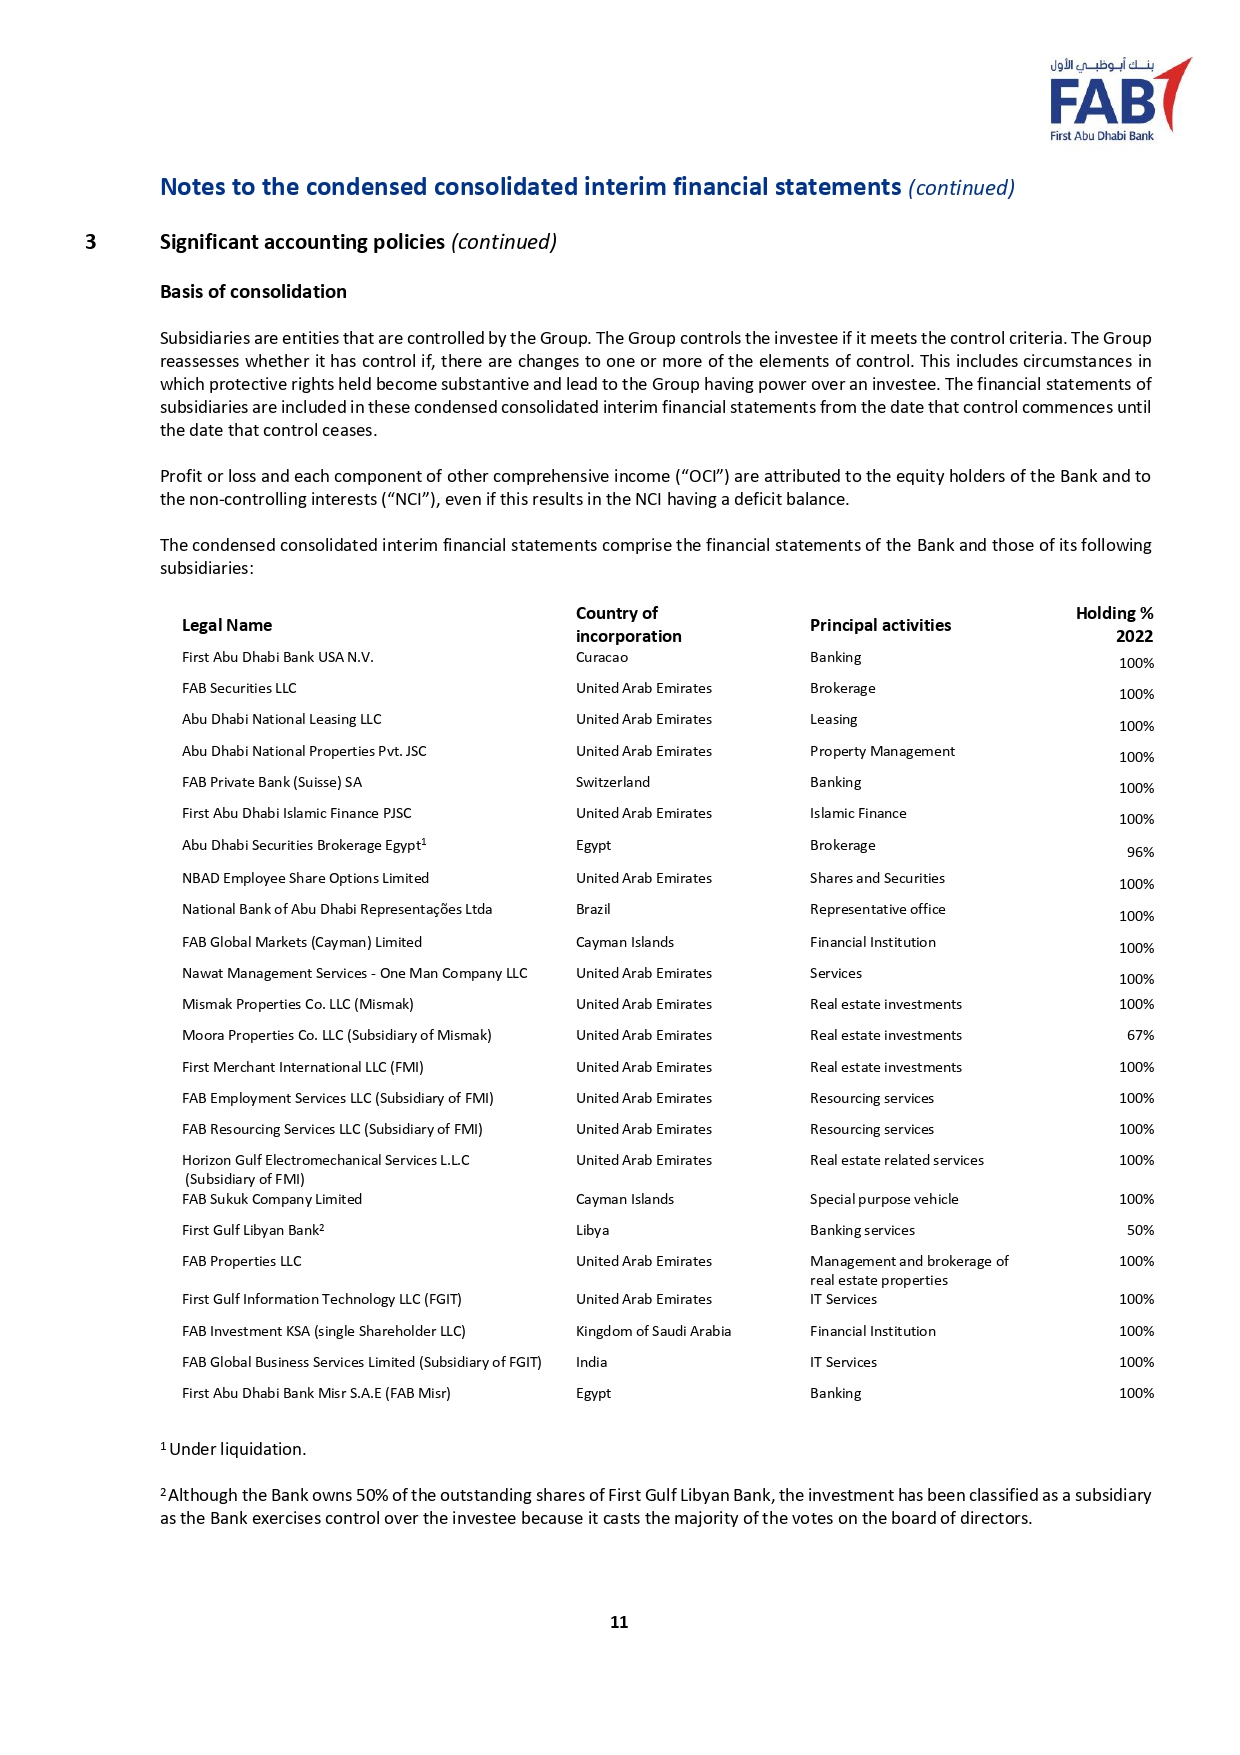 بنك أبوظبي الأول
FAB
First Abu Dhabi Bank
Notes to the condensed consolidated interim financial statements (continued)
3 Significant accounting policies (continued)
Basis of consolidation
Subsidiaries are entities that are controlled by the Group. The Group controls the investee if it meets the control criteria. The Group
reassesses whether it has control if, there are changes to one or more of the elements of control. This includes circumstances in
which protective rights held become substantive and lead to the Group having power over an investee. The financial statements of
subsidiaries are included in these condensed consolidated interim financial statements from the date that control commences until
the date that control ceases.
Profit or loss and each component of other comprehensive income (“OCI”) are attributed to the equity holders of the Bank and to
the non-controlling interests (“NCI”), even if this results in the NCI having a deficit balance.
The condensed consolidated interim financial statements comprise the financial statements of the Bank and those of its following
subsidiaries:
Legal Name Country of incorporation Principal activities Holding % 2022
First Abu Dhabi Bank USA N.V. Curacao Banking 100%
FAB Securities LLC United Arab Emirates Brokerage 100%
Abu Dhabi National Leasing LLC United Arab Emirates Leasing 100%
Abu Dhabi National Properties Pvt. JSC United Arab Emirates Property Management 100%
FAB Private Bank (Suisse) SA Switzerland Banking 100%
First Abu Dhabi Islamic Finance PJSC United Arab Emirates Islamic Finance 100%
Abu Dhabi Securities Brokerage Egypt¹ Egypt Brokerage 96%
NBAD Employee Share Options Limited United Arab Emirates Shares and Securities 100%
National Bank of Abu Dhabi Representações Ltda Brazil Representative office 100%
FAB Global Markets (Cayman) Limited Cayman Islands Financial Institution 100%
Nawat Management Services - One Man Company LLC United Arab Emirates Services 100%
Mismak Properties Co. LLC (Mismak) United Arab Emirates Real estate investments 100%
Moora Properties Co. LLC (Subsidiary of Mismak) United Arab Emirates Real estate investments 67%
First Merchant International LLC (FMI) United Arab Emirates Real estate investments 100%
FAB Employment Services LLC (Subsidiary of FMI) United Arab Emirates Resourcing services 100%
FAB Resourcing Services LLC (Subsidiary of FMI) United Arab Emirates Resourcing services 100%
Horizon Gulf Electromechanical Services L.L.C United Arab Emirates Real estate related services 100%
(Subsidiary of FMI)
FAB Sukuk Company Limited Cayman Islands Special purpose vehicle 100%
First Gulf Libyan Bank² Libya Banking services 50%
FAB Properties LLC United Arab Emirates Management and brokerage of 100%
real estate properties
First Gulf Information Technology LLC (FGIT) United Arab Emirates IT Services 100%
FAB Investment KSA (single Shareholder LLC) Kingdom of Saudi Arabia Financial Institution 100%
FAB Global Business Services Limited (Subsidiary of FGIT) India IT Services 100%
First Abu Dhabi Bank Misr S.A.E (FAB Misr) Egypt Banking 100%
¹ Under liquidation.
² Although the Bank owns 50% of the outstanding shares of First Gulf Libyan Bank, the investment has been classified as a subsidiary
as the Bank exercises control over the investee because it casts the majority of the votes on the board of directors.
11